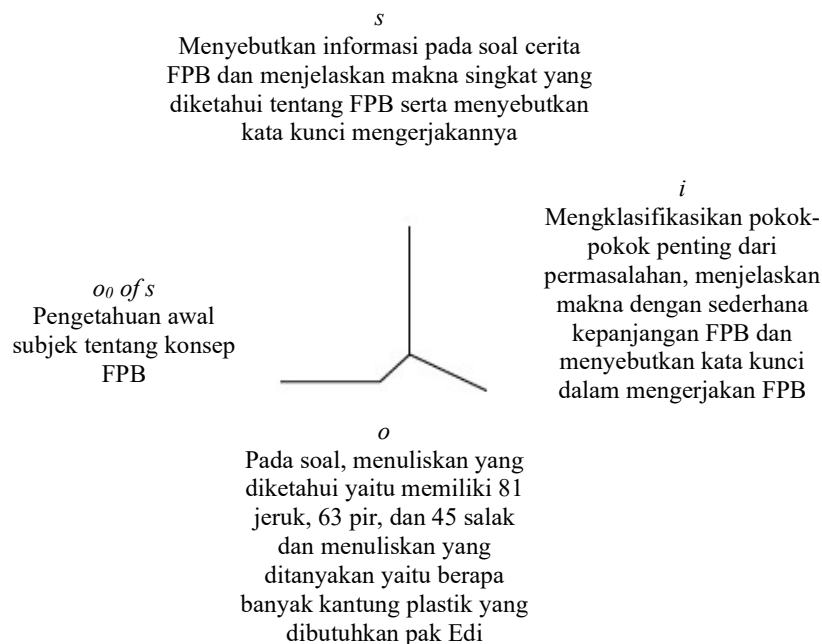 s
Menyebutkan informasi pada soal cerita
FPB dan menjelaskan makna singkat yang
diketahui tentang FPB serta menyebutkan
kata kunci mengerjakannya
i
Mengklasifikasikan pokok-
pokok penting dari
permasalahan, menjelaskan
makna dengan sederhana
kepanjangan FPB dan
menyebutkan kata kunci
dalam mengerjakan FPB
o₀ of s
Pengetahuan awal
subjek tentang konsep
FPB
o
Pada soal, menuliskan yang
diketahui yaitu memiliki 81
jeruk, 63 pir, dan 45 salak
dan menuliskan yang
ditanyakan yaitu berapa
banyak kantung plastik yang
dibutuhkan pak Edi